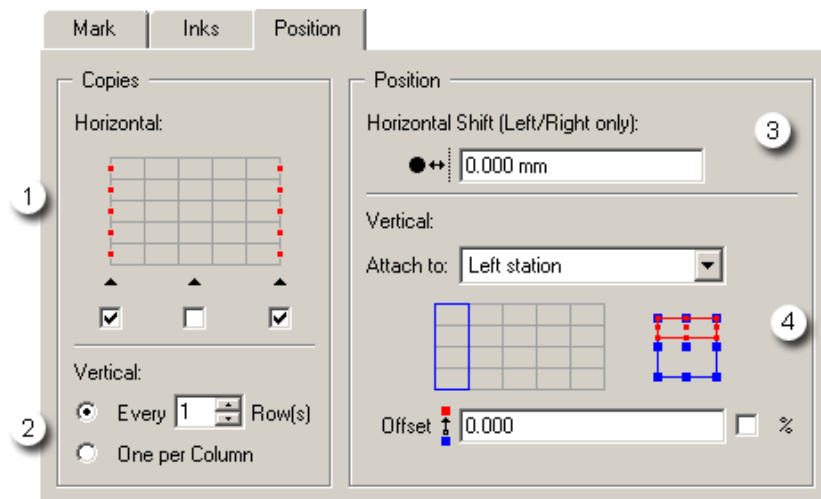 Mark Inks Position
Copies
Horizontal:
1
Vertical:
Every 1 Row(s)
2
One per Column
Position
Horizontal Shift (Left/Right only):
3
0.000 mm
Vertical:
Attach to: Left station
4
Offset 0.000 %